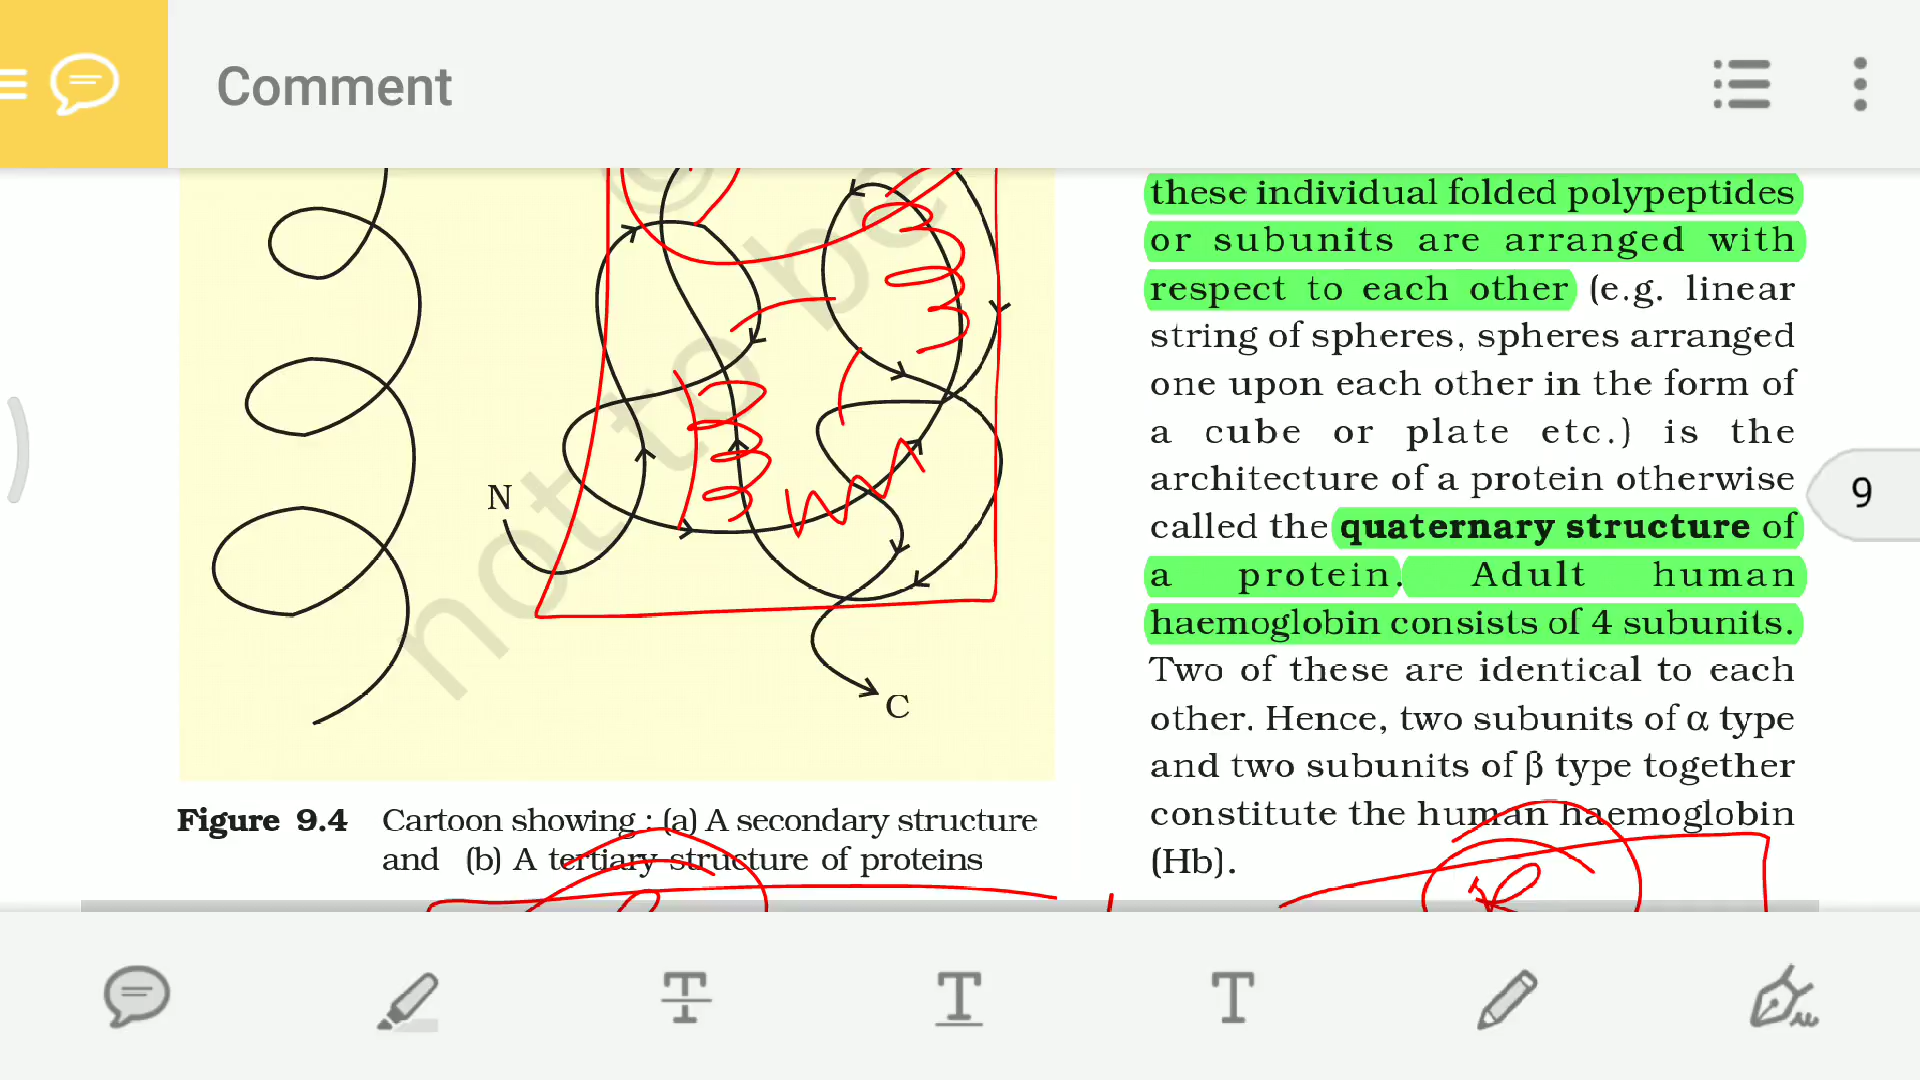 Comment
these individual folded polypeptides
or subunits are arranged with
respect to each other (e.g. linear
string of spheres, spheres arranged
one upon each other in the form of
a cube or plate etc.) is the
architecture of a protein otherwise
called the quaternary structure of
a protein. Adult human
haemoglobin consists of 4 subunits.
Two of these are identical to each
other. Hence, two subunits of α type
and two subunits of β type together
constitute the human haemoglobin
(Hb).
9
N
C
not to be
Figure 9.4 Cartoon showing : (a) A secondary structure
and (b) A tertiary structure of proteins